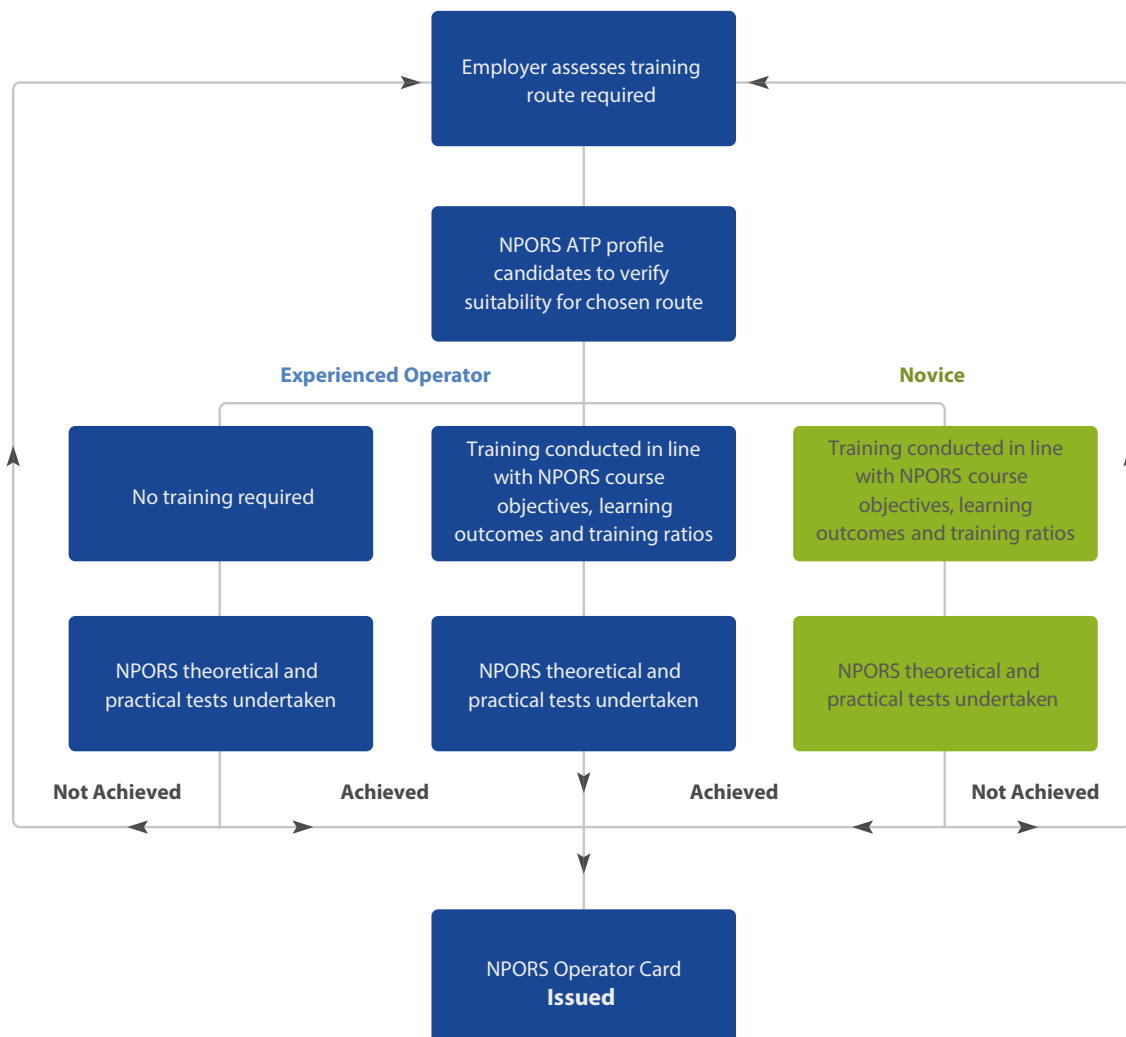 Employer assesses training
route required
NPORS ATP profile
candidates to verify
suitability for chosen route
Experienced Operator
Novice
No training required
Training conducted in line
with NPORS course
objectives, learning
outcomes and training ratios
Training conducted in line
with NPORS course
objectives, learning
outcomes and training ratios
NPORS theoretical and
practical tests undertaken
NPORS theoretical and
practical tests undertaken
NPORS theoretical and
practical tests undertaken
Not Achieved
Achieved
Achieved
Not Achieved
NPORS Operator Card
Issued